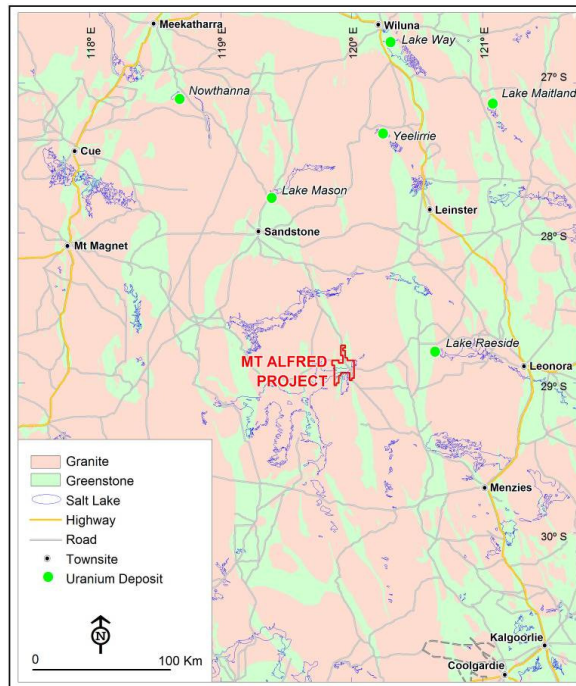 Meekatharra
Wiluna
118 E
119 E
120 E
121 E
Lake Way
27° S
Nowthanna
Lake Maitland
Yeelirrie
Cue
Lake Mason
Leinster
Sandstone
28° S
Mt Magnet
Lake Raeside
MT ALFRED
PROJECT
Leonora
29° S
Granite
Greenstone
Salt Lake
Highway
Road
Townsite
Uranium Deposit
Menzies
30° S
N
0 100 Km
Kalgoorlie
Coolgardie